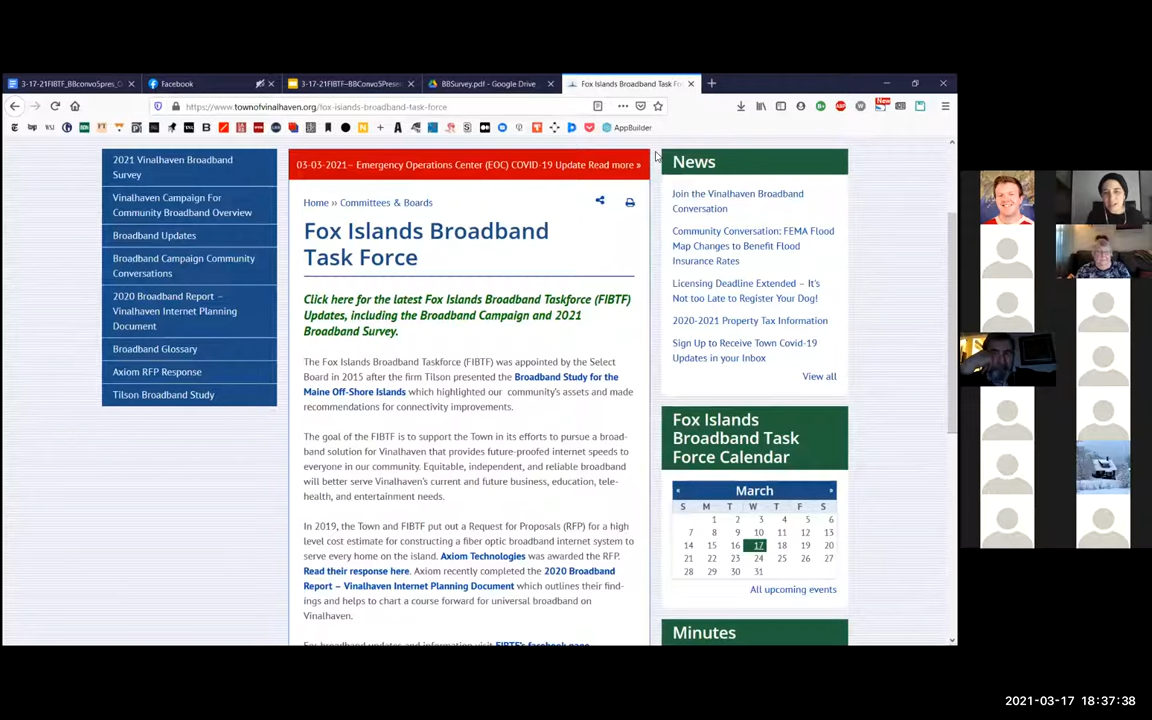 3-17-21FIBTF_BBconvo5pres_
Facebook
3-17-21FIBTF-BBConvo5Prese
BBSurvey.pdf - Google Drive
Fox Islands Broadband Task For
https://www.townofvinalhaven.org/fox-islands-broadband-task-force
AppBuilder
2021 Vinalhaven Broadband
Survey
Vinalhaven Campaign For
Community Broadband Overview
Broadband Updates
Broadband Campaign Community
Conversations
2020 Broadband Report –
Vinalhaven Internet Planning
Document
Broadband Glossary
Axiom RFP Response
Tilson Broadband Study
03-03-2021– Emergency Operations Center (EOC) COVID-19 Update Read more »
Home ›› Committees & Boards
Fox Islands Broadband
Task Force
Click here for the latest Fox Islands Broadband Taskforce (FIBTF)
Updates, including the Broadband Campaign and 2021
Broadband Survey.
The Fox Islands Broadband Taskforce (FIBTF) was appointed by the Select
Board in 2015 after the firm Tilson presented the Broadband Study for the
Maine Off-Shore Islands which highlighted our community's assets and made
recommendations for connectivity improvements.
The goal of the FIBTF is to support the Town in its efforts to pursue a broad-
band solution for Vinalhaven that provides future-proofed internet speeds to
everyone in our community. Equitable, independent, and reliable broadband
will better serve Vinalhaven's current and future business, education, tele-
health, and entertainment needs.
In 2019, the Town and FIBTF put out a Request for Proposals (RFP) for a high
level cost estimate for constructing a fiber optic broadband internet system to
serve every home on the island. Axiom Technologies was awarded the RFP.
Read their response here. Axiom recently completed the 2020 Broadband
Report – Vinalhaven Internet Planning Document which outlines their find-
ings and helps to chart a course forward for universal broadband on
Vinalhaven.
For broadband updates and information visit FIBTF's facebook page
News
Join the Vinalhaven Broadband
Conversation
Community Conversation: FEMA Flood
Map Changes to Benefit Flood
Insurance Rates
Licensing Deadline Extended – It's
Not too Late to Register Your Dog!
2020-2021 Property Tax Information
Sign Up to Receive Town Covid-19
Updates in your Inbox
View all
Fox Islands
Broadband Task
Force Calendar
« March »
S M T W T F S
1 2 3 4 5 6
7 8 9 10 11 12 13
14 15 16 17 18 19 20
21 22 23 24 25 26 27
28 29 30 31
All upcoming events
Minutes
2021-03-17 18:37:38